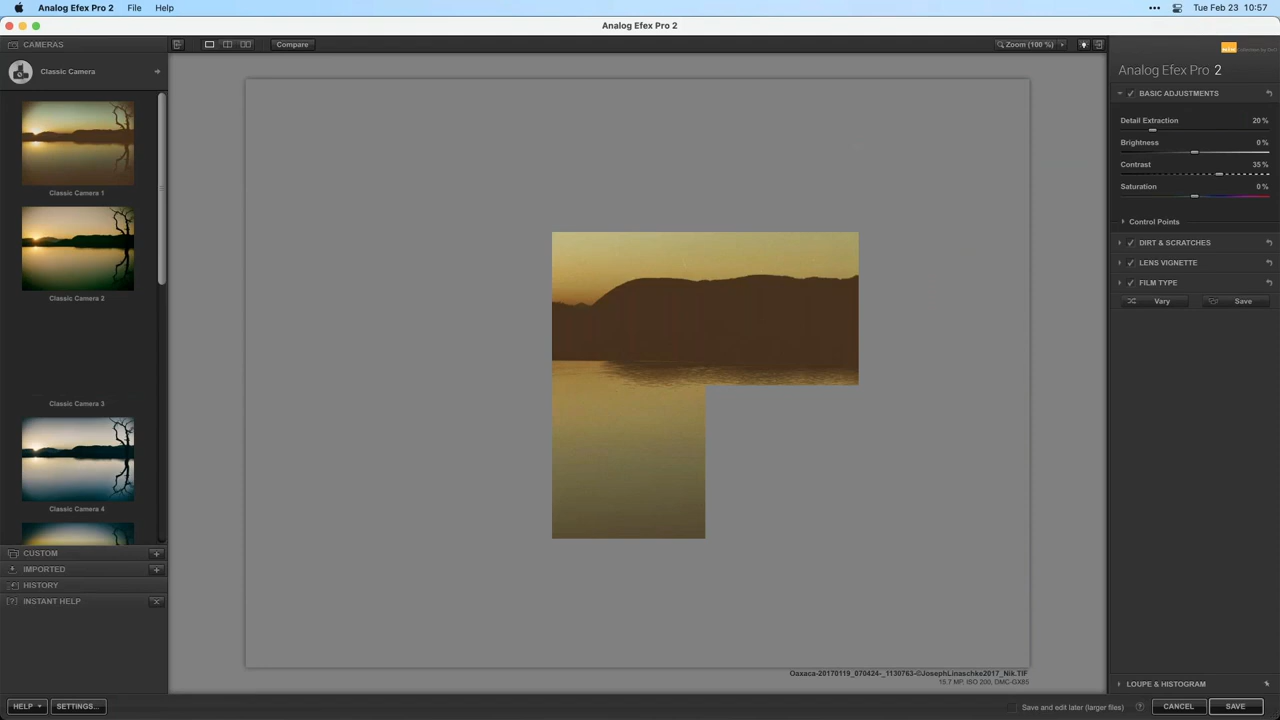 Analog Efex Pro 2 File Help
Tue Feb 23 10:57
Analog Efex Pro 2
CAMERAS
Compare
Zoom (100 %)
Classic Camera
Analog Efex Pro 2
Classic Camera 1
Classic Camera 2
Classic Camera 3
Classic Camera 4
BASIC ADJUSTMENTS
Detail Extraction 20 %
Brightness 0 %
Contrast 35 %
Saturation 0 %
Control Points
DIRT & SCRATCHES
LENS VIGNETTE
FILM TYPE
Vary Save
CUSTOM
IMPORTED
HISTORY
INSTANT HELP
Oaxaca-20170119_070424-_1130763-©JosephLinaschke2017_Nik.TIF
15.7 MP, ISO 200, DMC-GX85
LOUPE & HISTOGRAM
HELP SETTINGS...
Save and edit later (larger files)
CANCEL SAVE